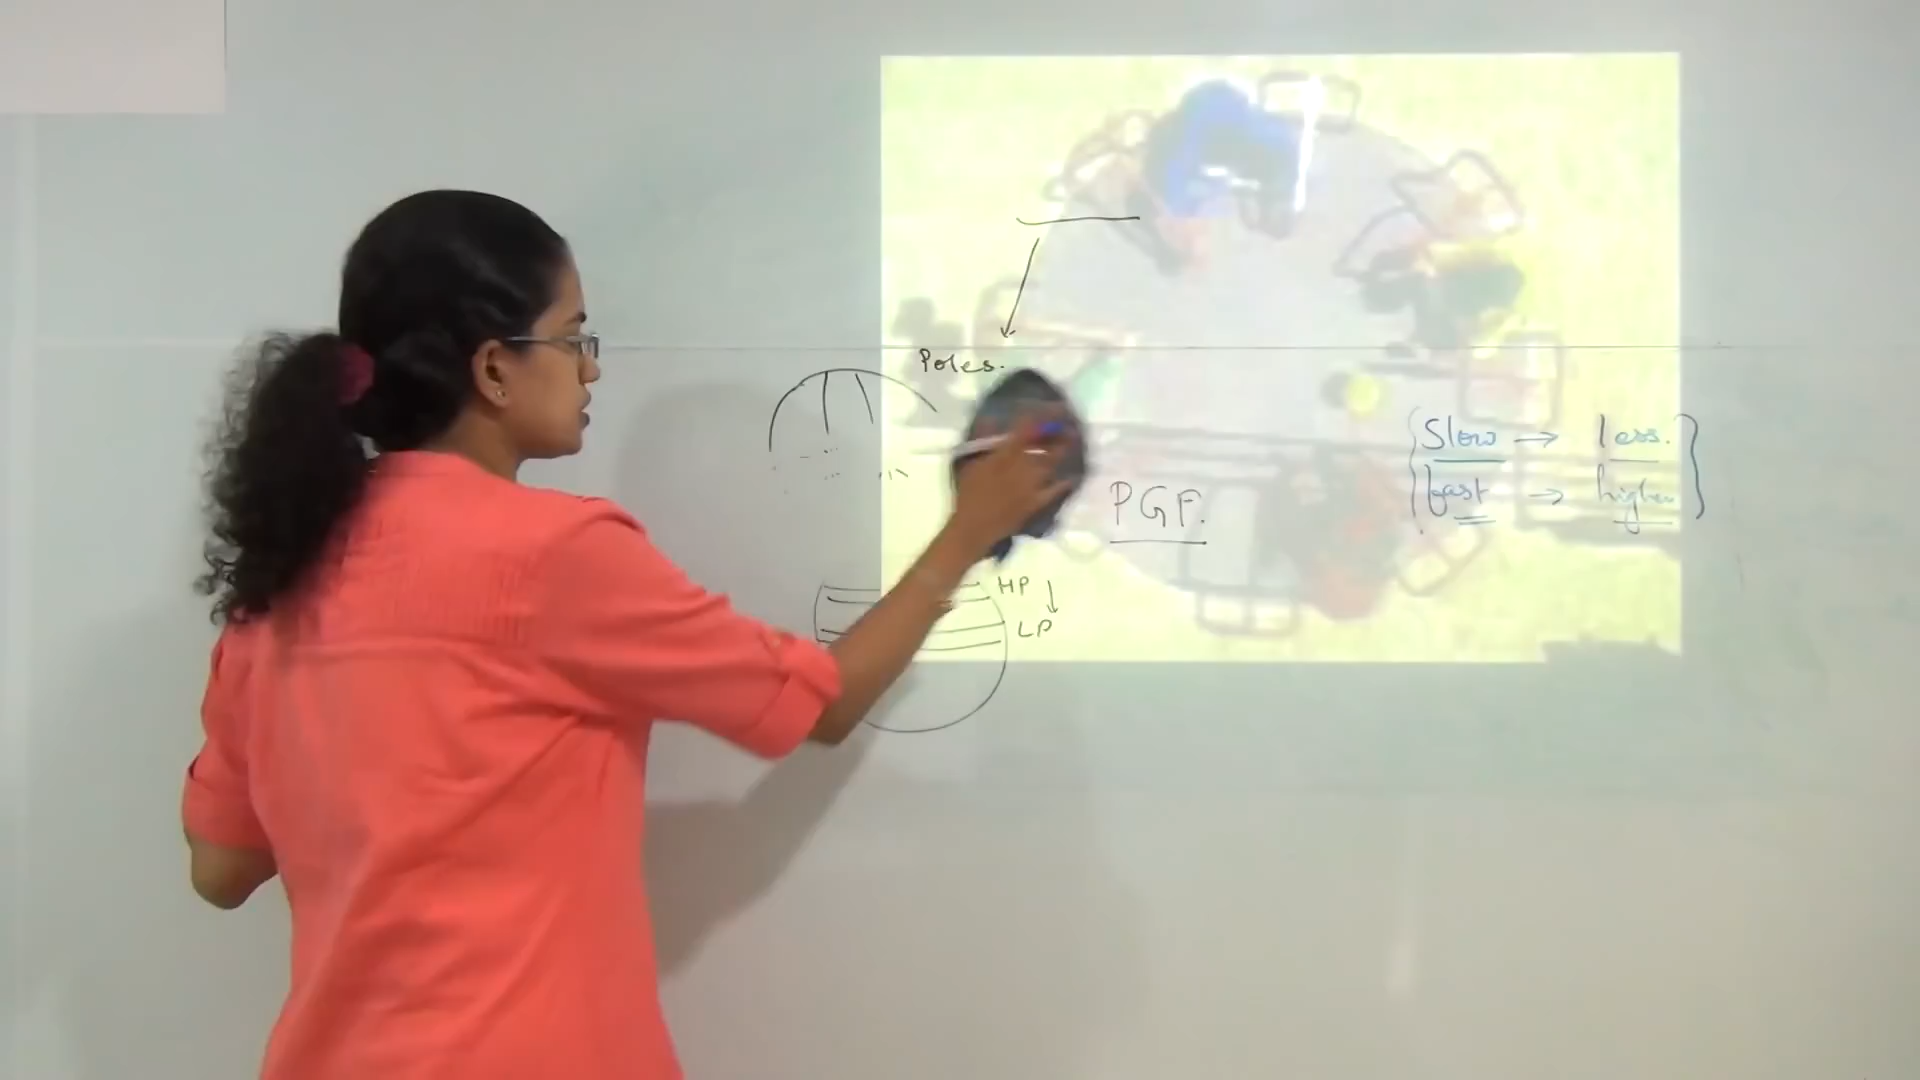 Poles.
PGF.
HP ↓
LP
Slow → less.
fast → higher